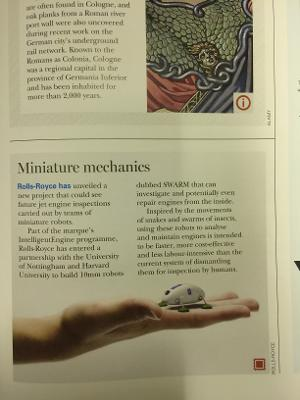 are often found in Cologne, and
oak planks from a Roman river
port wall were also uncovered
during recent work on the
German city's underground
rail network. Known to the
Romans as Colonia, Cologne
was a regional capital in the
province of Germania Inferior
and has been inhabited for
more than 2,000 years.
ALAMY
Miniature mechanics
Rolls-Royce has unveiled a
new project that could see
future jet engine inspections
carried out by teams of
miniature robots.
Part of the marque's
IntelligentEngine programme,
Rolls-Royce has entered a
partnership with the University
of Nottingham and Harvard
University to build 10mm robots
dubbed SWARM that can
investigate and potentially even
repair engines from the inside.
Inspired by the movements
of snakes and swarms of insects,
using these robots to analyse
and maintain engines is intended
to be faster, more cost-effective
and less labour-intensive than the
current system of dismantling
them for inspection by humans.
ROLLS-ROYCE